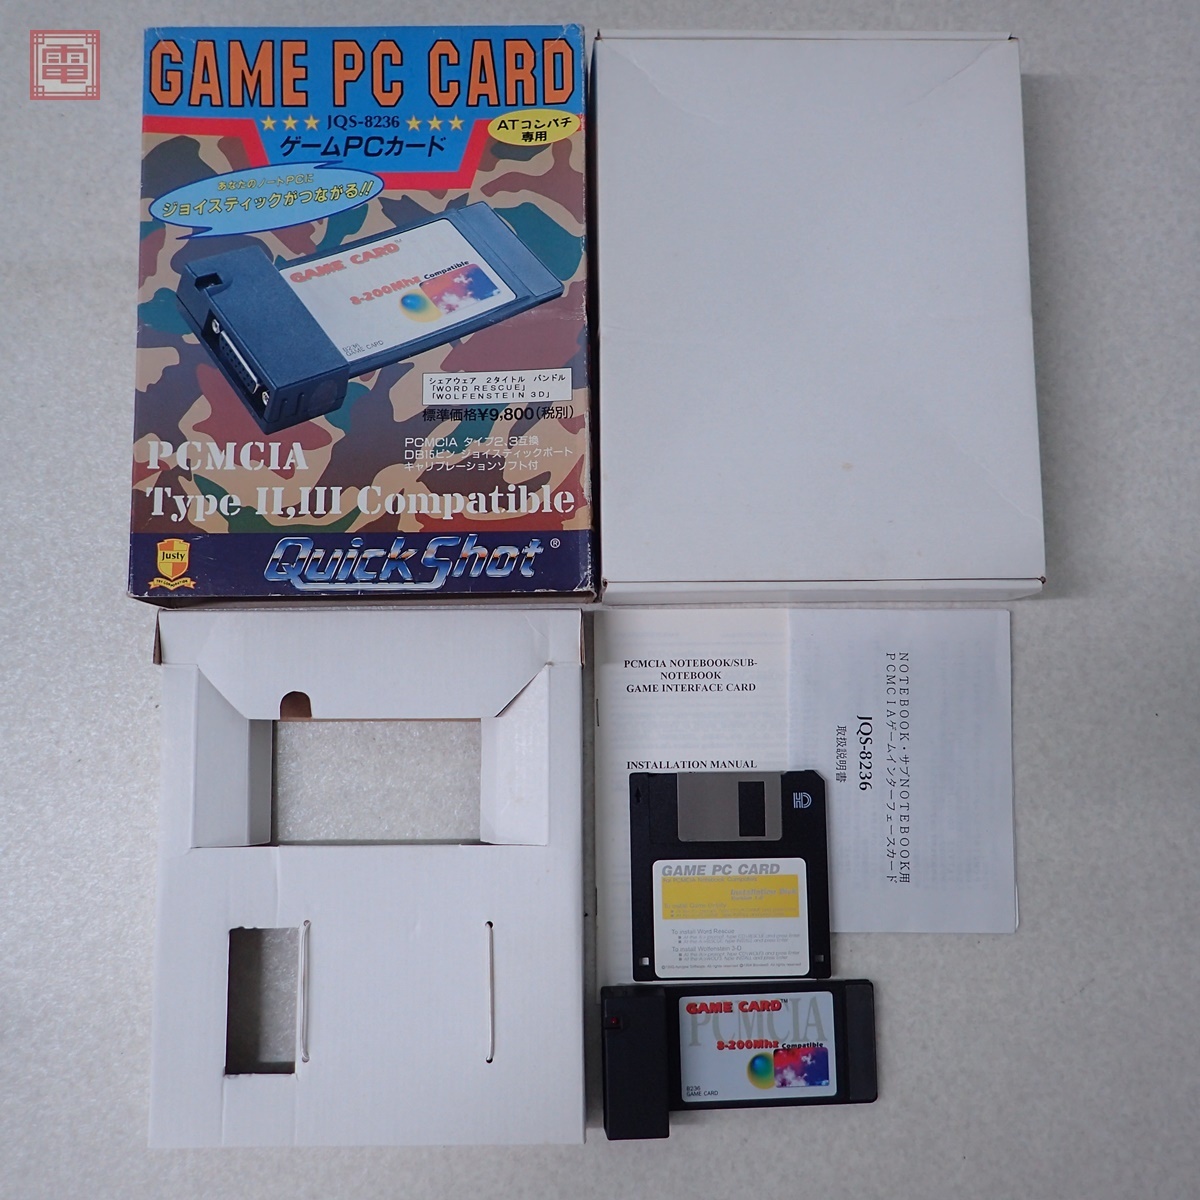 電
GAME PC CARD
★★★ JQS-8236 ★★★
ゲームPCカード
ATコンパチ
専用
あなたのノートPCに
ジョイスティックがつながる!!
GAME CARD™
8-200Mhz Compatible
8236
GAME CARD
シェアウェア 2タイトル バンドル
「WORD RESCUE」
「WOLFENSTEIN 3D」
標準価格¥9,800(税別)
PCMCIA タイプ2,3互換
DB15ピン ジョイスティックポート
キャリブレーションソフト付
PCMCIA
Type II,III Compatible
Justy
QuickShot®
PCMCIA NOTEBOOK/SUB-
NOTEBOOK
GAME INTERFACE CARD
INSTALLATION MANUAL
NOTEBOOK・サブNOTEBOOK用
PCMCIAゲームインターフェースカード
JQS-8236
取扱説明書
HD
GAME PC CARD
To install Word Rescue
To install Wolfenstein 3-D
GAME CARD™
PCMCIA
8-200Mhz Compatible
8236
GAME CARD